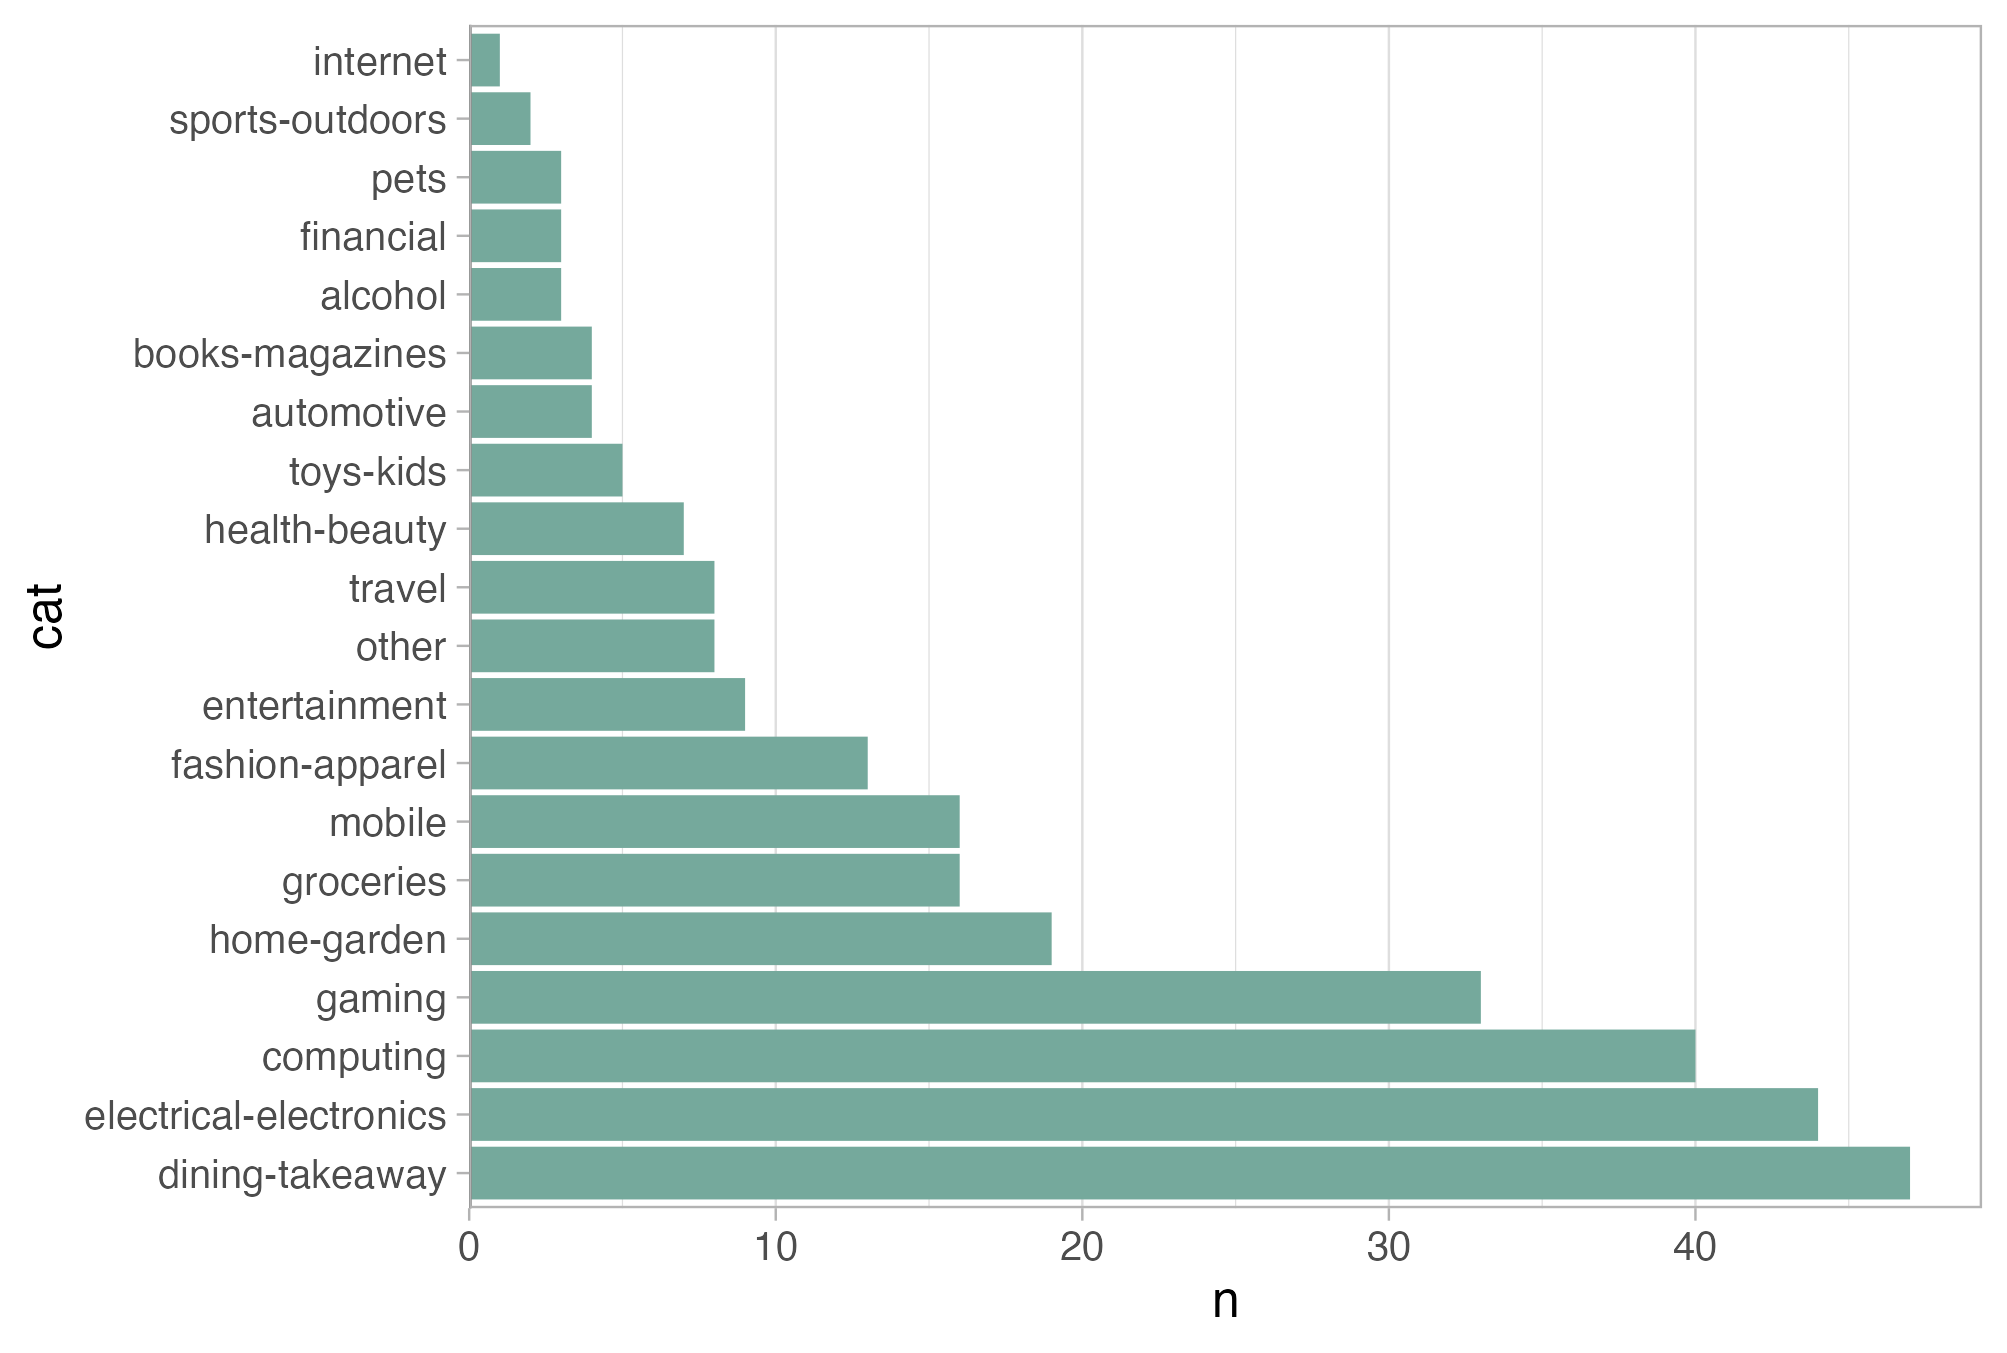 internet
sports-outdoors
pets
financial
alcohol
books-magazines
automotive
toys-kids
health-beauty
travel
other
entertainment
fashion-apparel
mobile
groceries
home-garden
gaming
computing
electrical-electronics
dining-takeaway
cat
0 10 20 30 40
n